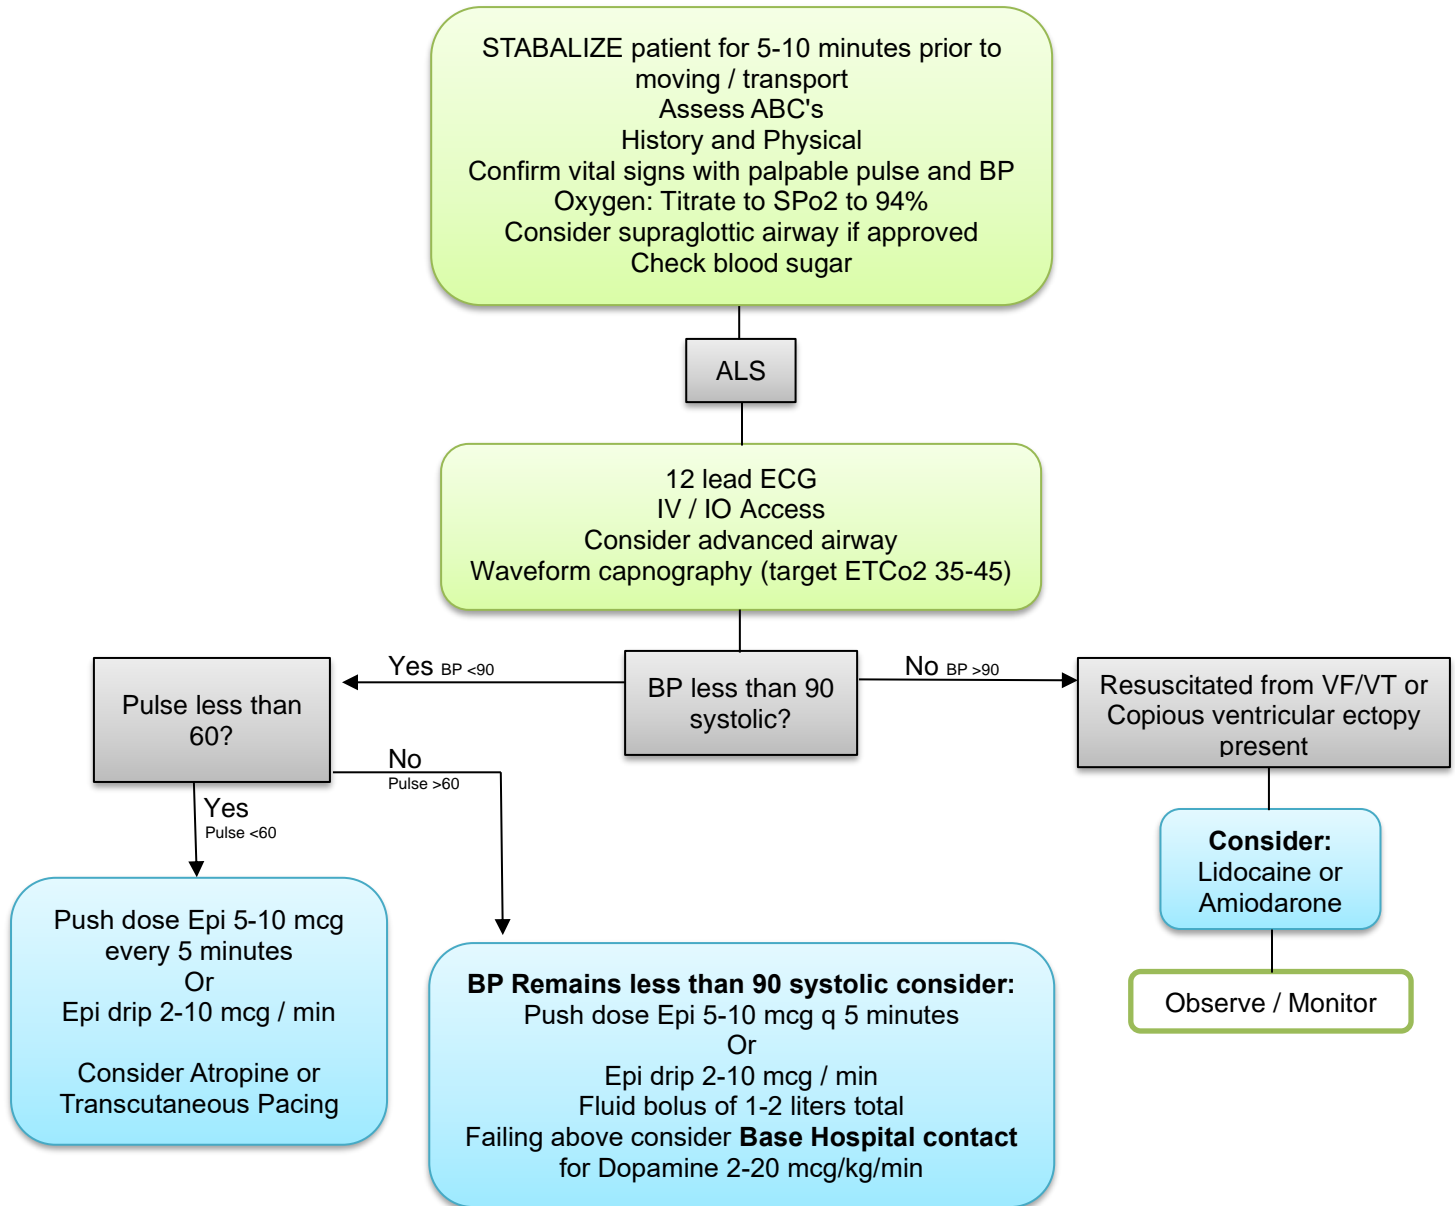 STABALIZE patient for 5-10 minutes prior to
moving / transport
Assess ABC's
History and Physical
Confirm vital signs with palpable pulse and BP
Oxygen: Titrate to SPo2 to 94%
Consider supraglottic airway if approved
Check blood sugar
ALS
12 lead ECG
IV / IO Access
Consider advanced airway
Waveform capnography (target ETCo2 35-45)
BP less than 90
systolic?
Yes BP <90
No BP >90
Pulse less than
60?
Yes
Pulse <60
No
Pulse >60
Resuscitated from VF/VT or
Copious ventricular ectopy
present
Consider:
Lidocaine or
Amiodarone
Observe / Monitor
Push dose Epi 5-10 mcg
every 5 minutes
Or
Epi drip 2-10 mcg / min
Consider Atropine or
Transcutaneous Pacing
BP Remains less than 90 systolic consider:
Push dose Epi 5-10 mcg q 5 minutes
Or
Epi drip 2-10 mcg / min
Fluid bolus of 1-2 liters total
Failing above consider Base Hospital contact
for Dopamine 2-20 mcg/kg/min